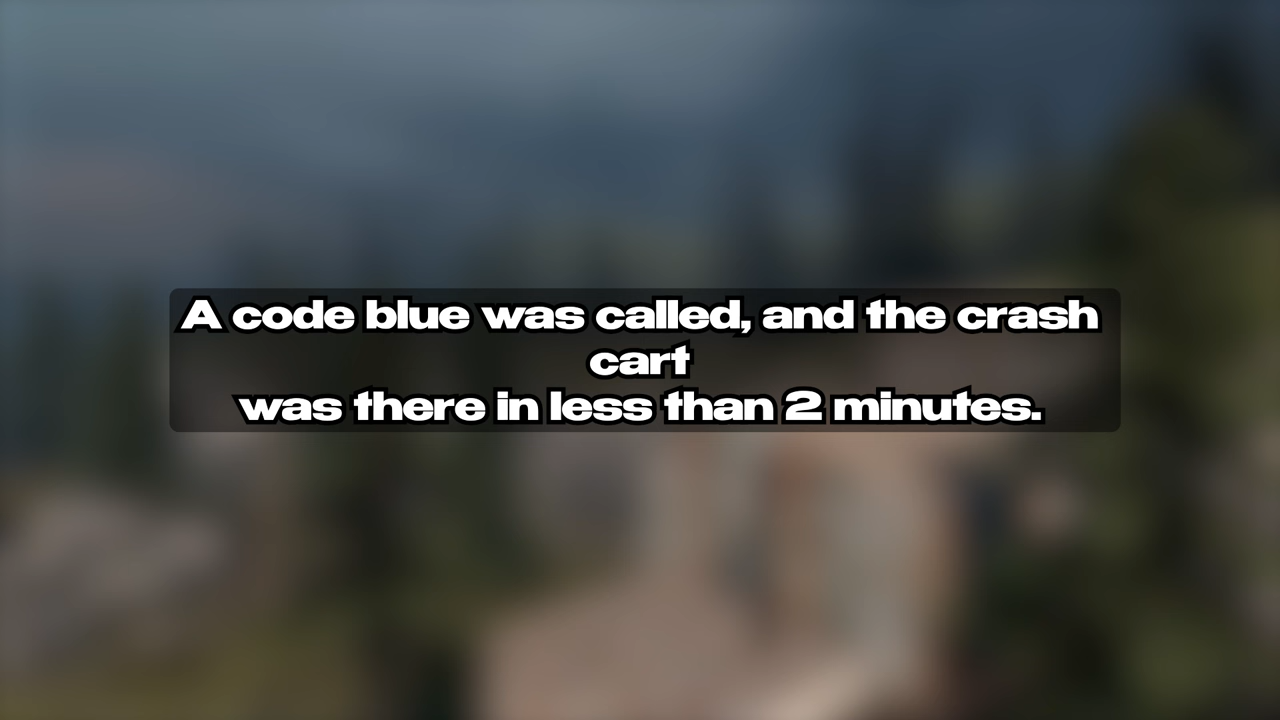 A code blue was called, and the crash
cart
was there in less than 2 minutes.